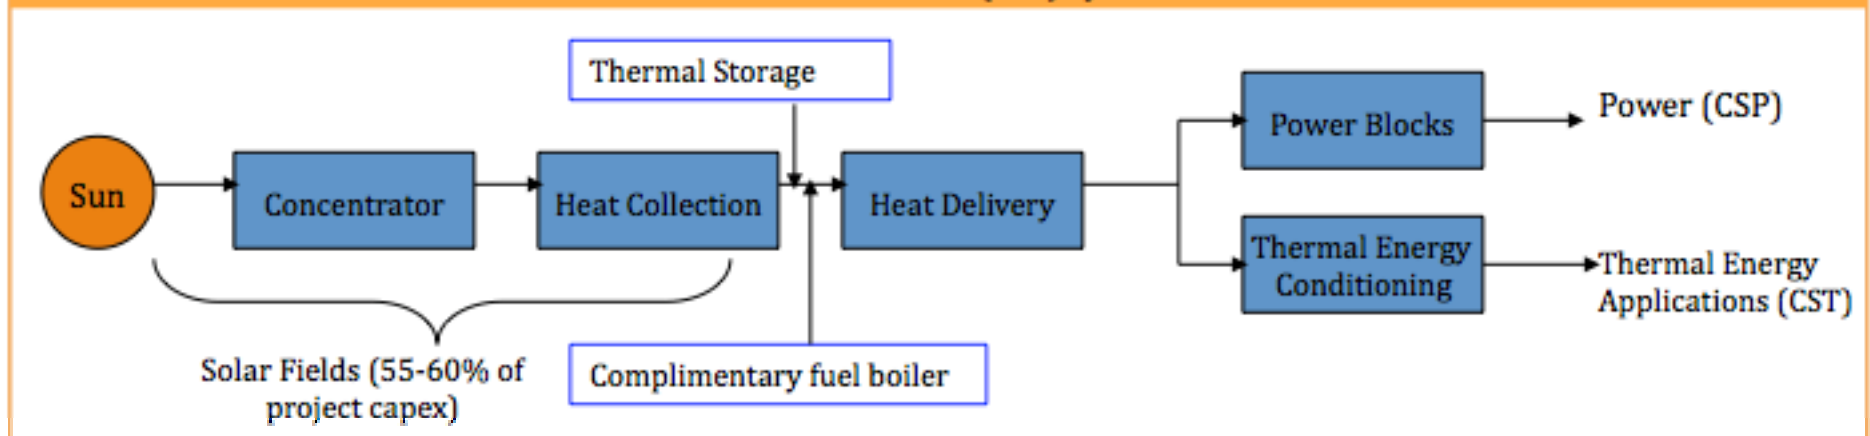 Thermal Storage
Power Blocks
Power (CSP)
Sun
Concentrator
Heat Collection
Heat Delivery
Thermal Energy
Conditioning
Thermal Energy
Applications (CST)
Solar Fields (55-60% of
project capex)
Complimentary fuel boiler